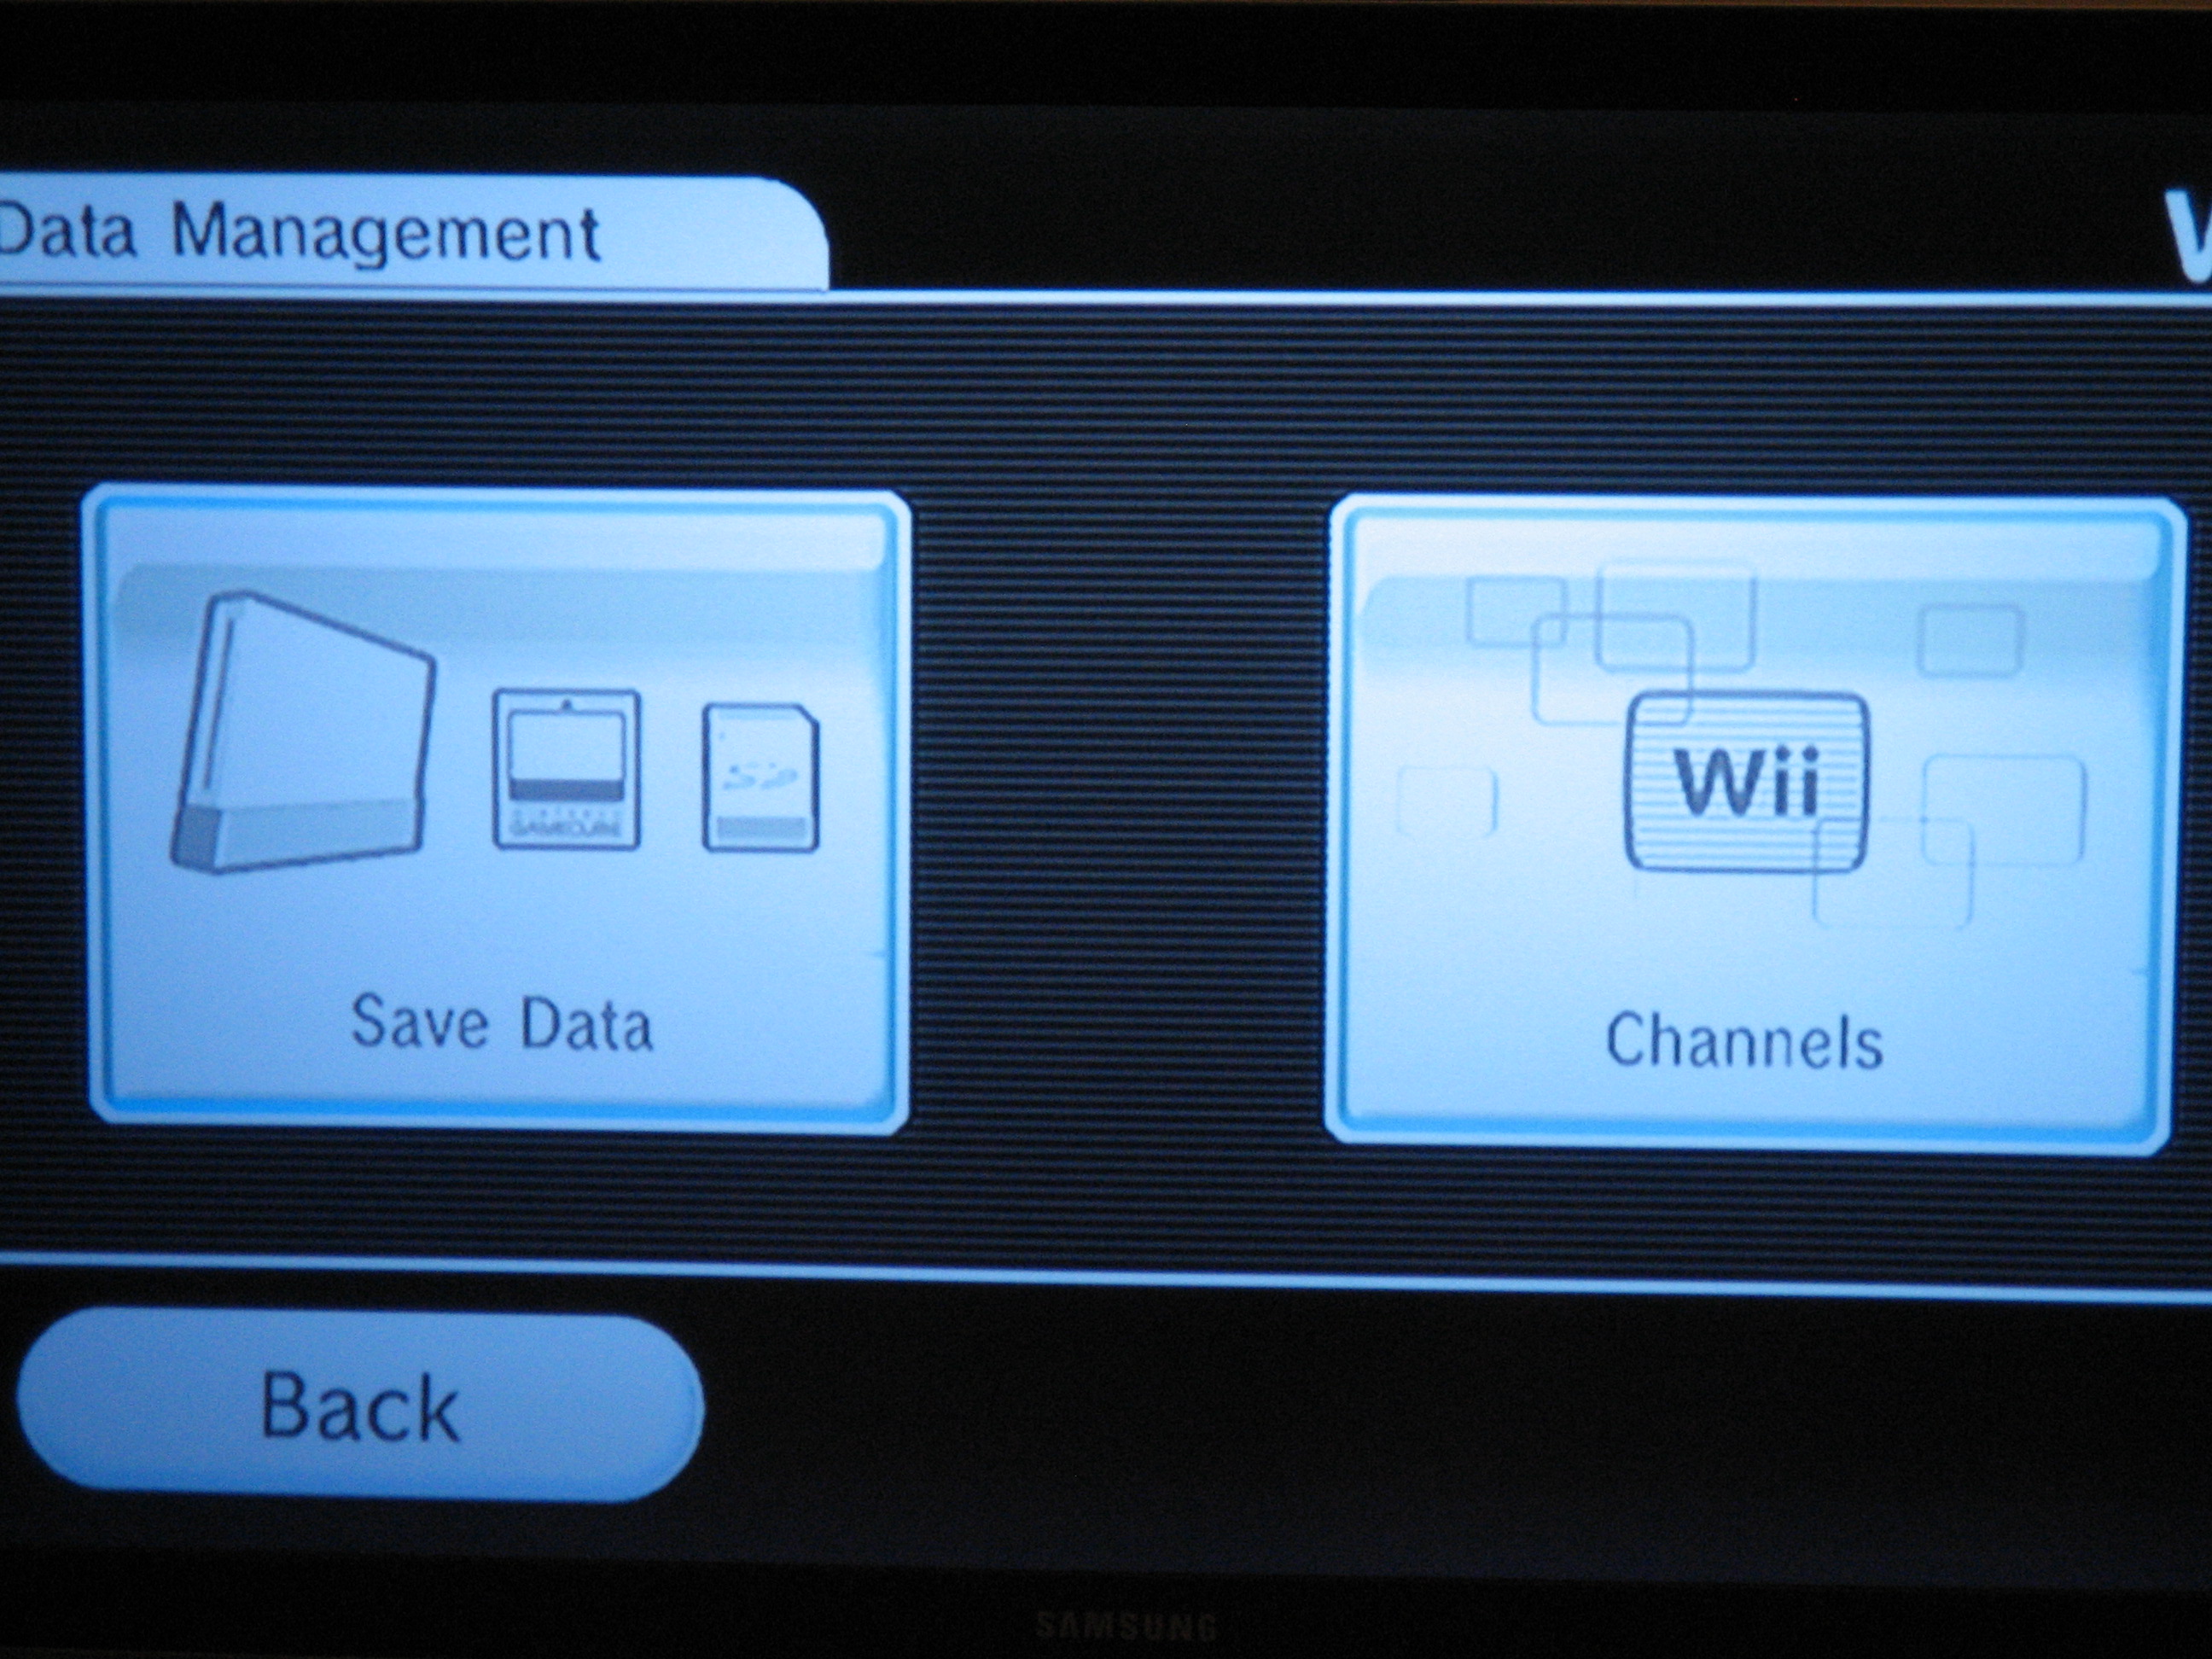 Data Management
Wii
Save Data
Channels
Back
SAMSUNG